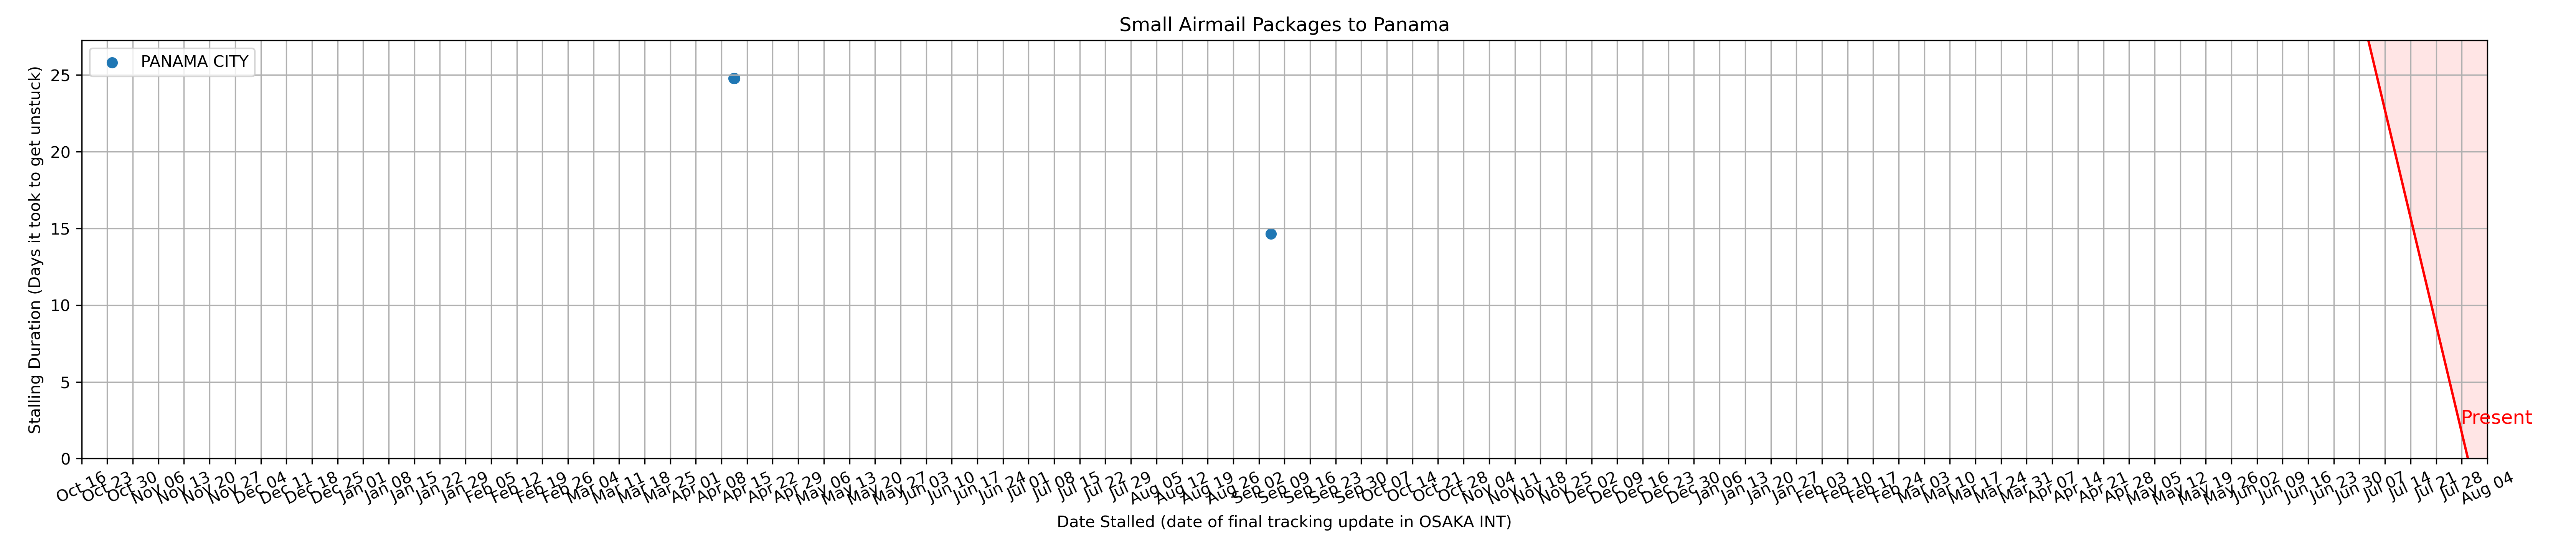 Small Airmail Packages to Panama
PANAMA CITY
Stalling Duration (Days it took to get unstuck)
25
20
15
10
5
0
Present
Oct 16
Oct 23
Oct 30
Nov 06
Nov 13
Nov 20
Nov 27
Dec 04
Dec 11
Dec 18
Dec 25
Jan 01
Jan 08
Jan 15
Jan 22
Jan 29
Feb 05
Feb 12
Feb 19
Feb 26
Mar 04
Mar 11
Mar 18
Mar 25
Apr 01
Apr 08
Apr 15
Apr 22
Apr 29
May 06
May 13
May 20
May 27
Jun 03
Jun 10
Jun 17
Jun 24
Jul 01
Jul 08
Jul 15
Jul 22
Jul 29
Aug 05
Aug 12
Aug 19
Aug 26
Sep 02
Sep 09
Sep 16
Sep 23
Sep 30
Oct 07
Oct 14
Oct 21
Oct 28
Nov 04
Nov 11
Nov 18
Nov 25
Dec 02
Dec 09
Dec 16
Dec 23
Dec 30
Jan 06
Jan 13
Jan 20
Jan 27
Feb 03
Feb 10
Feb 17
Feb 24
Mar 03
Mar 10
Mar 17
Mar 24
Mar 31
Apr 07
Apr 14
Apr 21
Apr 28
May 05
May 12
May 19
May 26
Jun 02
Jun 09
Jun 16
Jun 23
Jun 30
Jul 07
Jul 14
Jul 21
Jul 28
Aug 04
Date Stalled (date of final tracking update in OSAKA INT)